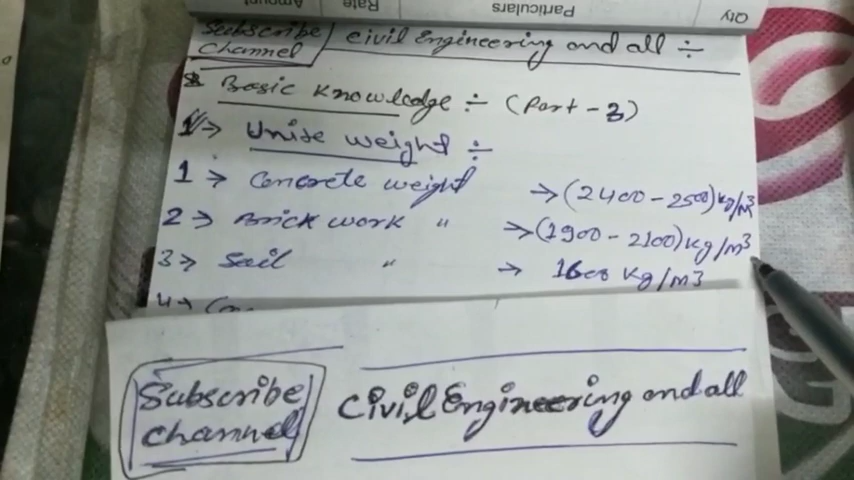 Qty Particulars Rate Amount
Subscribe Channel / Civil Engineering and all ÷
* Basic Knowledge ÷ (Part - 3)
1/→ Unite weight ÷
1 → Concrete weight → (2400 - 2500) kg/m3
2 → Brick work " → (1900 - 2100) kg/m3
3 → Soil " → 1600 kg/m3
4 →
Subscribe channel
Civil Engineering and all